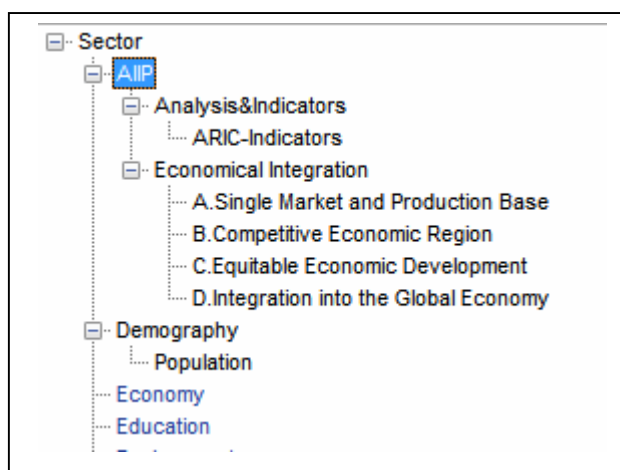 Sector
AIIP
Analysis&Indicators
ARIC-Indicators
Economical Integration
A.Single Market and Production Base
B.Competitive Economic Region
C.Equitable Economic Development
D.Integration into the Global Economy
Demography
Population
Economy
Education